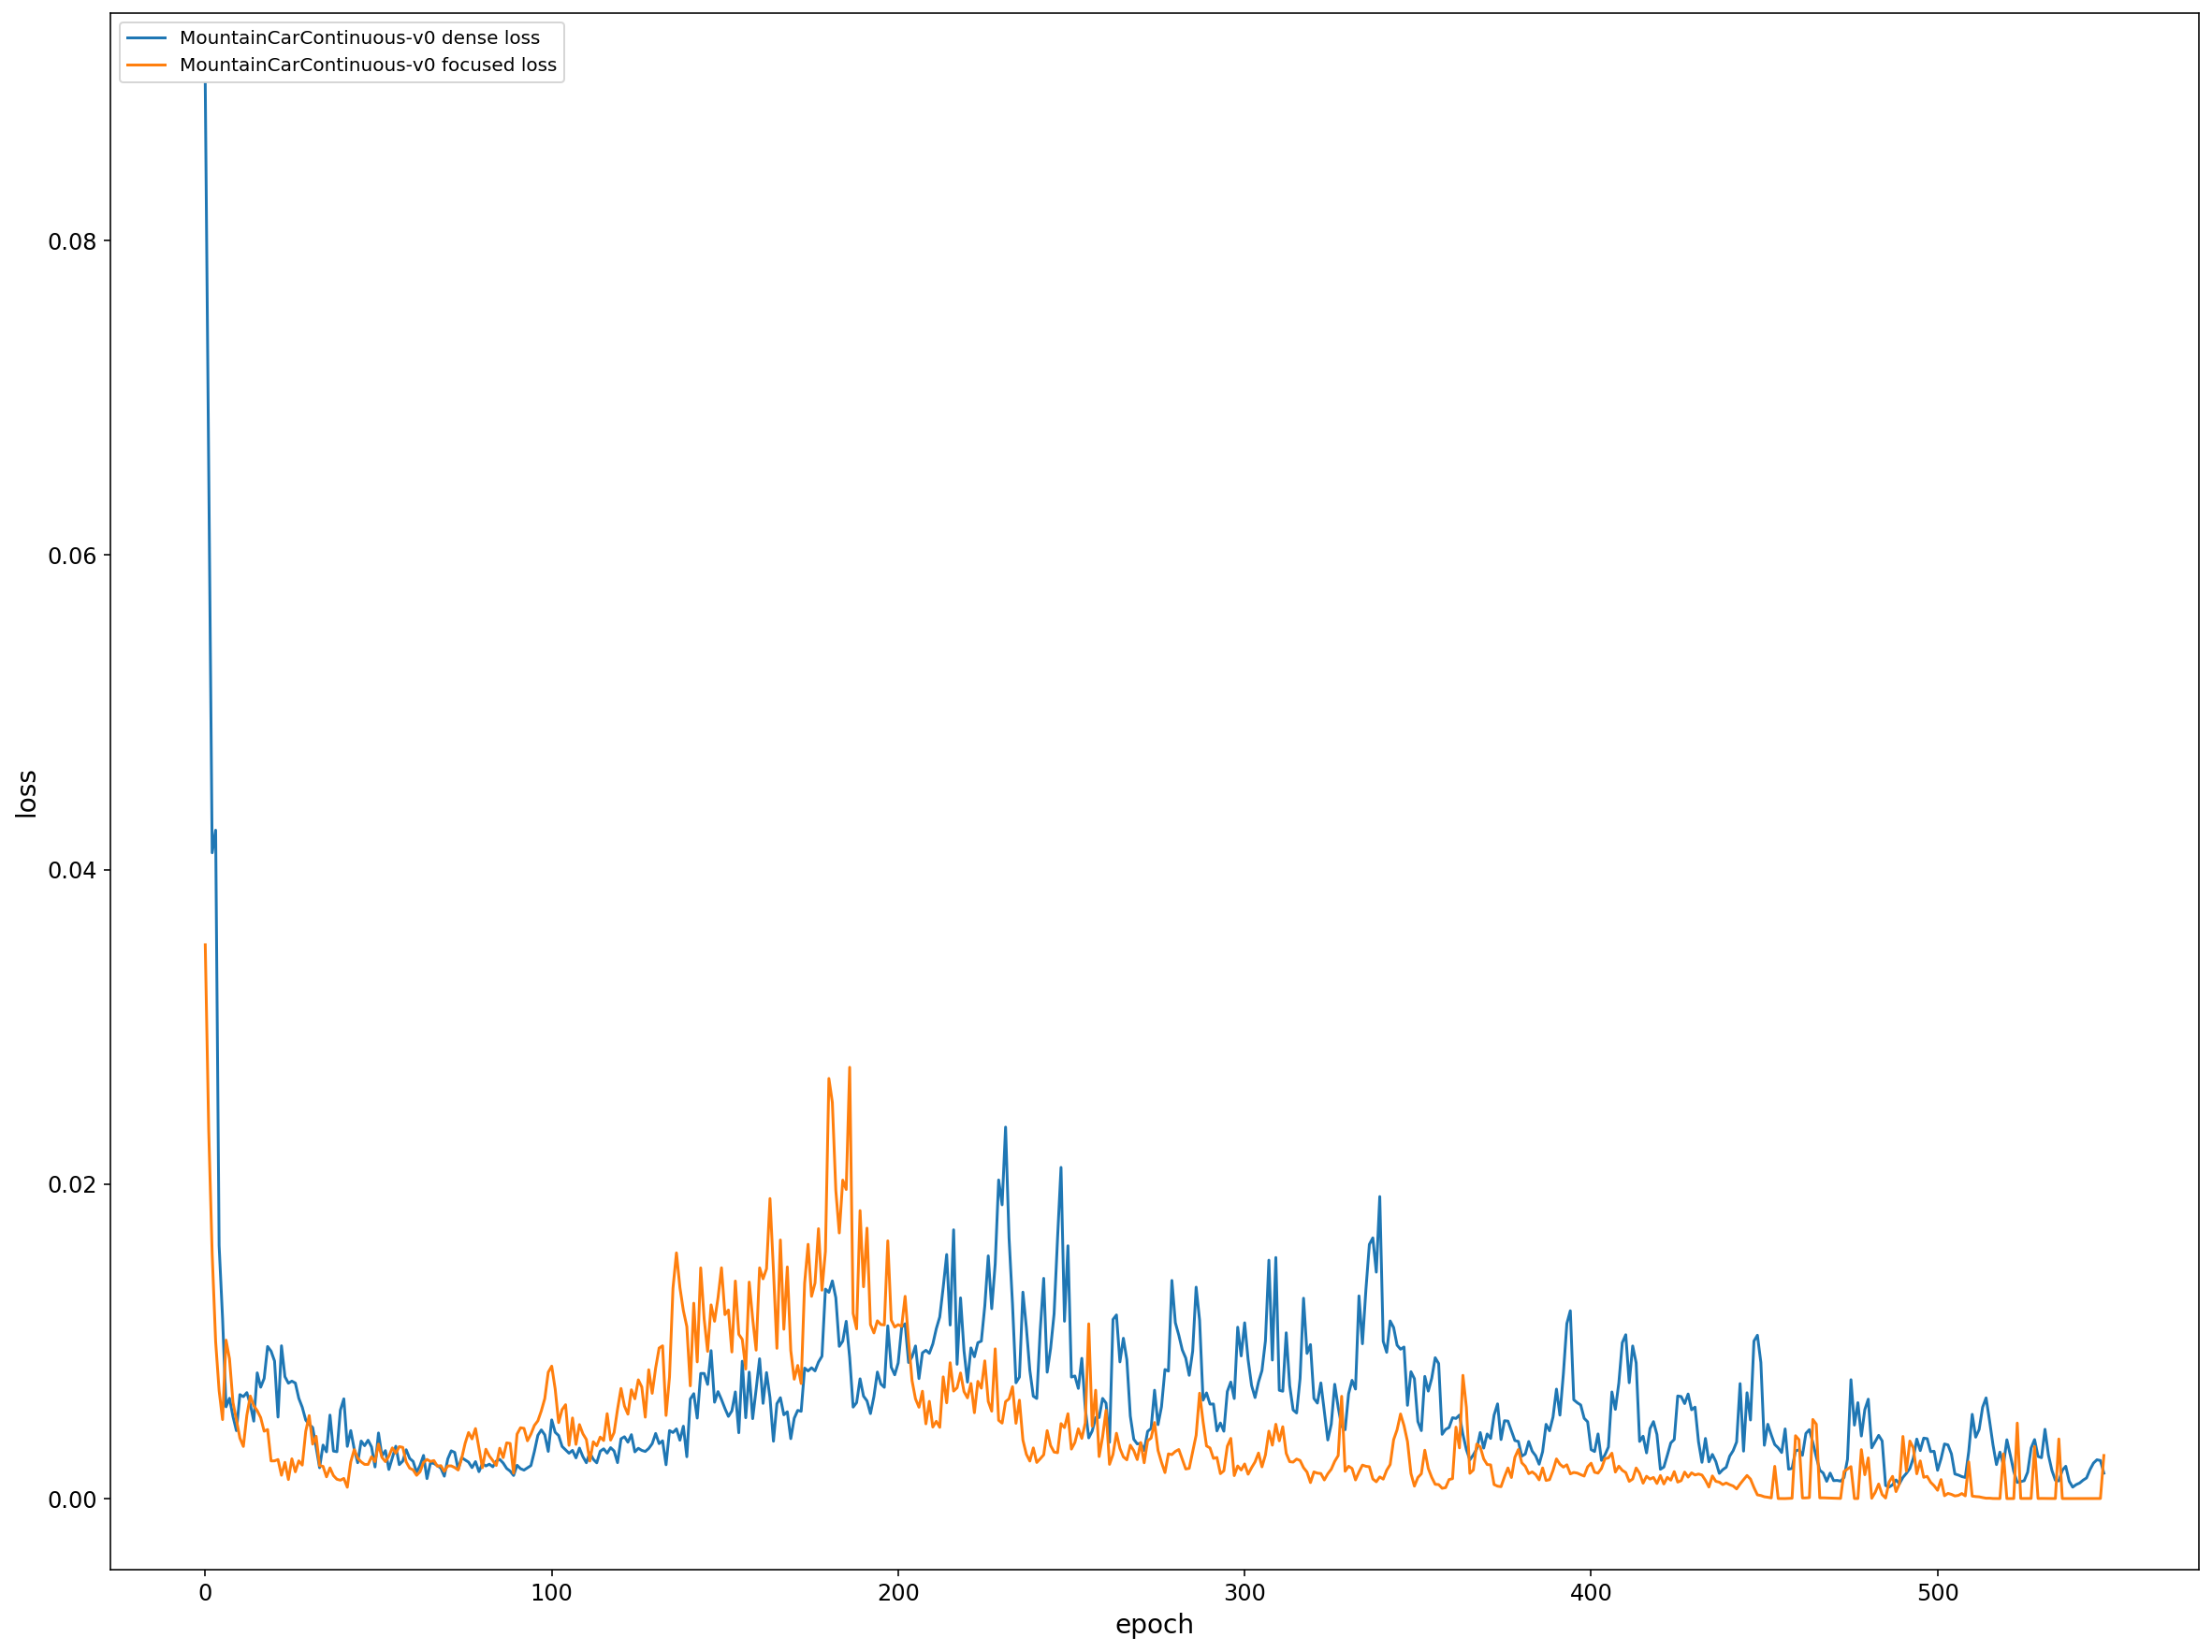 MountainCarContinuous-v0 dense loss
MountainCarContinuous-v0 focused loss
0.08
0.06
0.04
0.02
0.00
loss
0 100 200 300 400 500
epoch